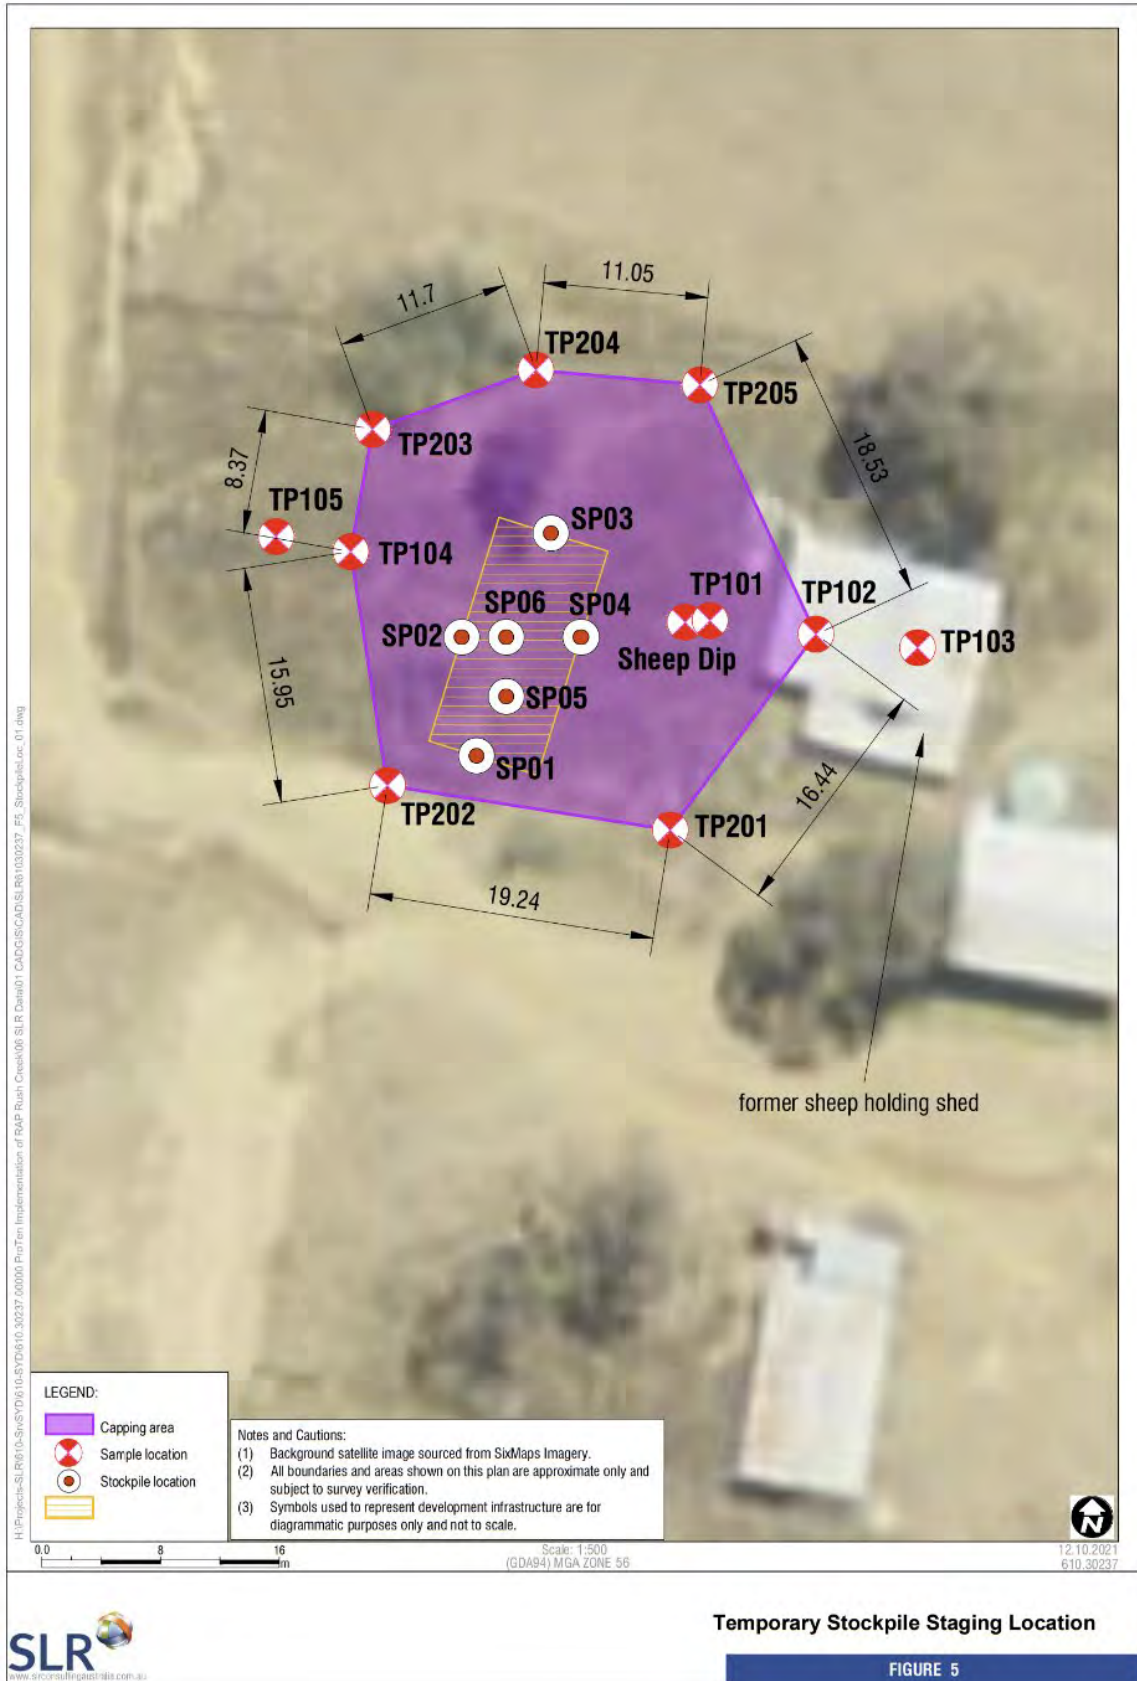 11.05
11.7
TP204
TP205
TP203
18.53
8.37
TP105
SP03
TP104
TP101
TP102
SP06
SP04
SP02
TP103
Sheep Dip
15.95
SP05
SP01
16.44
TP202
TP201
19.24
former sheep holding shed
LEGEND:
Capping area
Sample location
Stockpile location
Notes and Cautions:
(1) Background satellite image sourced from SixMaps Imagery.
(2) All boundaries and areas shown on this plan are approximate only and
subject to survey verification.
(3) Symbols used to represent development infrastructure are for
diagrammatic purposes only and not to scale.
N
0.0 8 16
m
Scale: 1:500
(GDA94) MGA ZONE 56
12.10.2021
610.30237
Temporary Stockpile Staging Location
SLR
www.slrconsultingaustralia.com.au
FIGURE 5